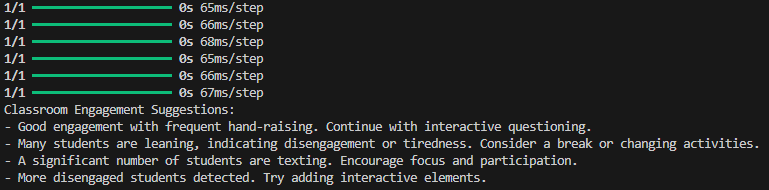 1/1 ━━━━━━━━━━━━━━━━━━━━ 0s 65ms/step
1/1 ━━━━━━━━━━━━━━━━━━━━ 0s 66ms/step
1/1 ━━━━━━━━━━━━━━━━━━━━ 0s 68ms/step
1/1 ━━━━━━━━━━━━━━━━━━━━ 0s 65ms/step
1/1 ━━━━━━━━━━━━━━━━━━━━ 0s 66ms/step
1/1 ━━━━━━━━━━━━━━━━━━━━ 0s 67ms/step
Classroom Engagement Suggestions:
- Good engagement with frequent hand-raising. Continue with interactive questioning.
- Many students are leaning, indicating disengagement or tiredness. Consider a break or changing activities.
- A significant number of students are texting. Encourage focus and participation.
- More disengaged students detected. Try adding interactive elements.